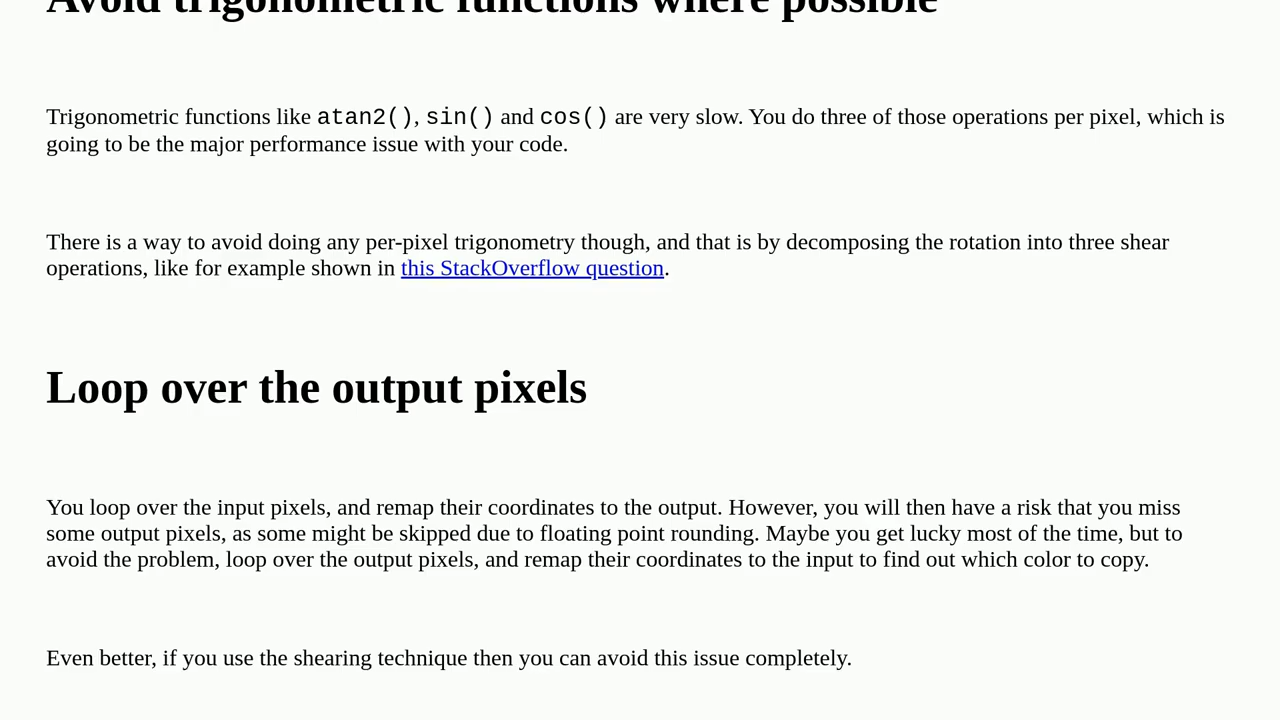 Avoid trigonometric functions where possible
Trigonometric functions like atan2(), sin() and cos() are very slow. You do three of those operations per pixel, which is
going to be the major performance issue with your code.
There is a way to avoid doing any per-pixel trigonometry though, and that is by decomposing the rotation into three shear
operations, like for example shown in this StackOverflow question.
Loop over the output pixels
You loop over the input pixels, and remap their coordinates to the output. However, you will then have a risk that you miss
some output pixels, as some might be skipped due to floating point rounding. Maybe you get lucky most of the time, but to
avoid the problem, loop over the output pixels, and remap their coordinates to the input to find out which color to copy.
Even better, if you use the shearing technique then you can avoid this issue completely.